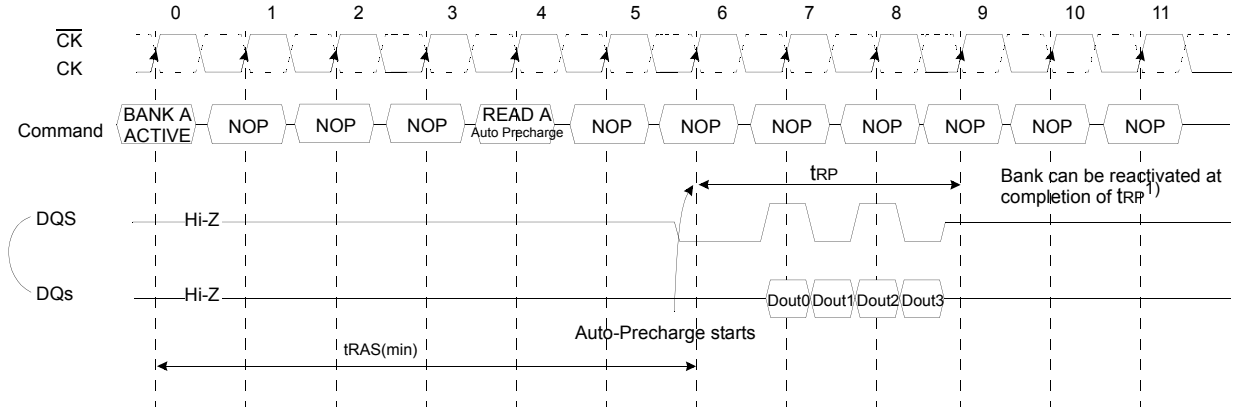 0 1 2 3 4 5 6 7 8 9 10 11
CK
CK
Command
BANK A
ACTIVE
NOP
NOP
NOP
READ A
Auto Precharge
NOP
NOP
NOP
NOP
NOP
NOP
NOP
tRP
Bank can be reactivated at
completion of tRP1)
DQS
Hi-Z
DQs
Hi-Z
Dout0 Dout1 Dout2 Dout3
Auto-Precharge starts
tRAS(min)